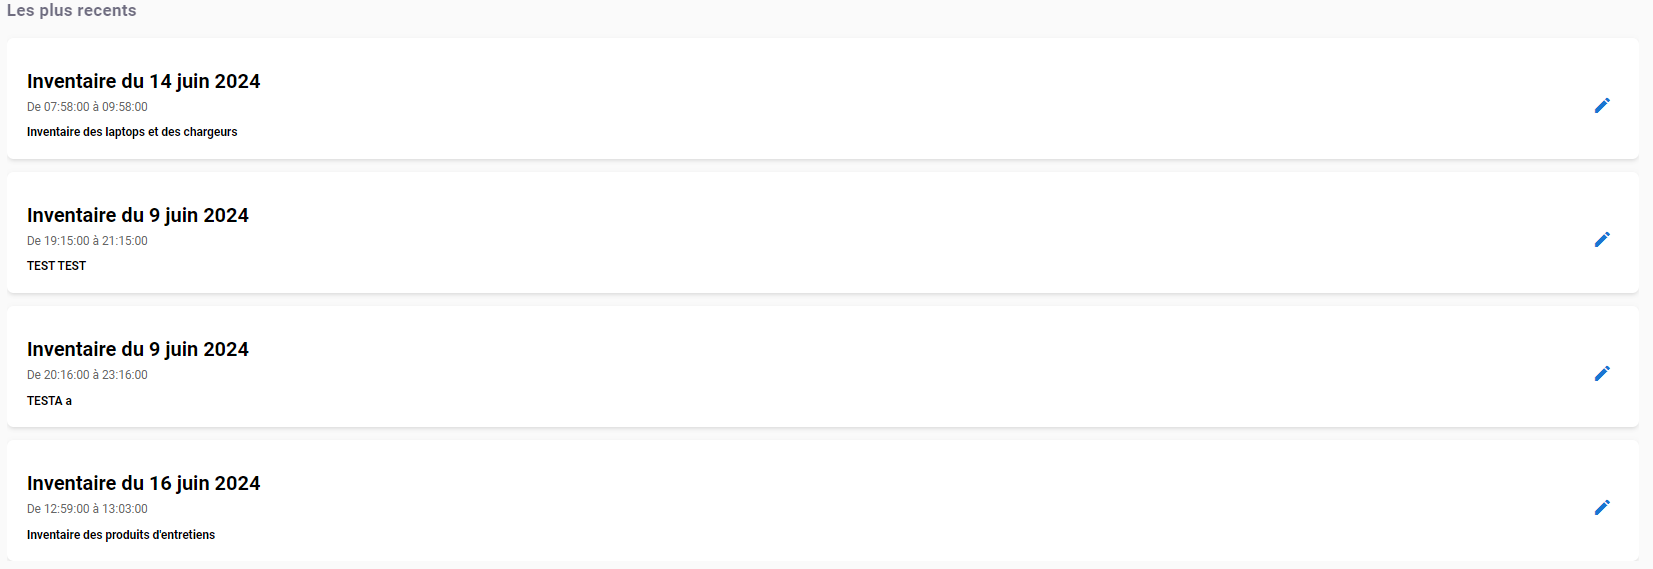 Les plus recents
Inventaire du 14 juin 2024
De 07:58:00 à 09:58:00
Inventaire des laptops et des chargeurs
Inventaire du 9 juin 2024
De 19:15:00 à 21:15:00
TEST TEST
Inventaire du 9 juin 2024
De 20:16:00 à 23:16:00
TESTA a
Inventaire du 16 juin 2024
De 12:59:00 à 13:03:00
Inventaire des produits d'entretiens